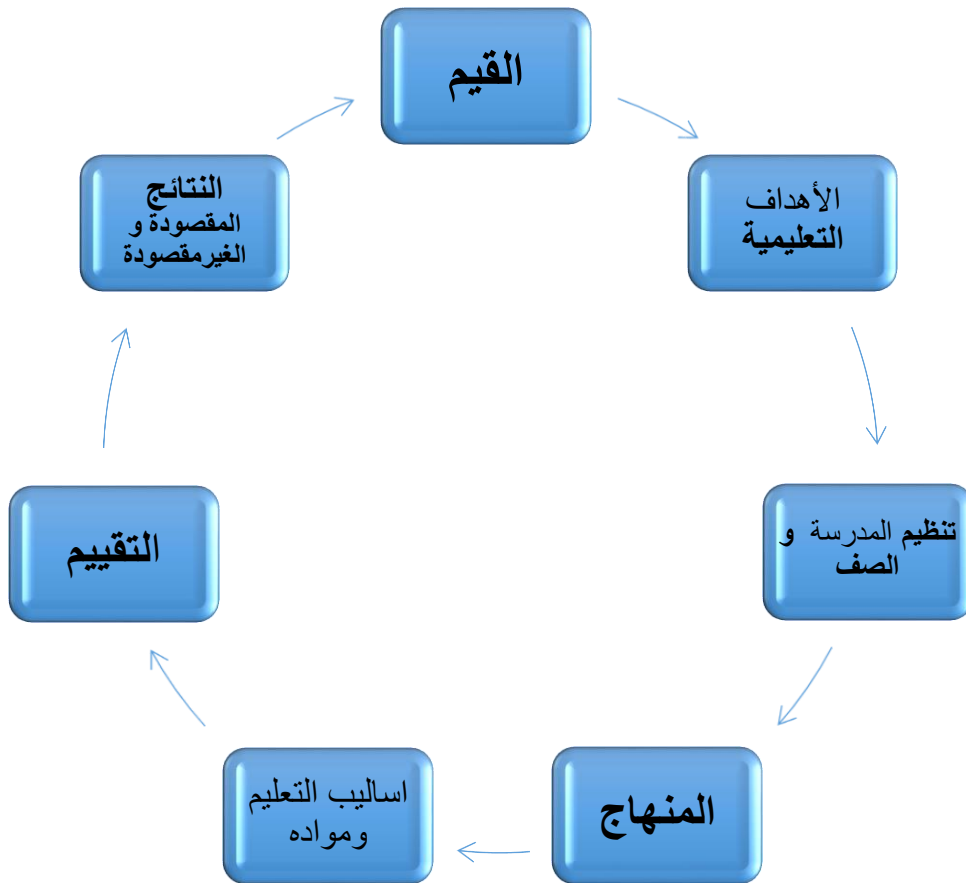 القيم
الأهداف
التعليمية
تنظيم المدرسة و
الصف
المنهاج
اساليب التعليم
ومواده
التقييم
النتائج
المقصودة و
الغيرمقصودة